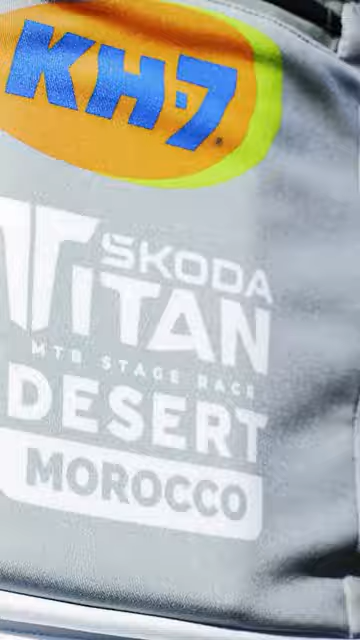 KH-7
SKODA
TITAN
MTB STAGE RACE
DESERT
MOROCCO